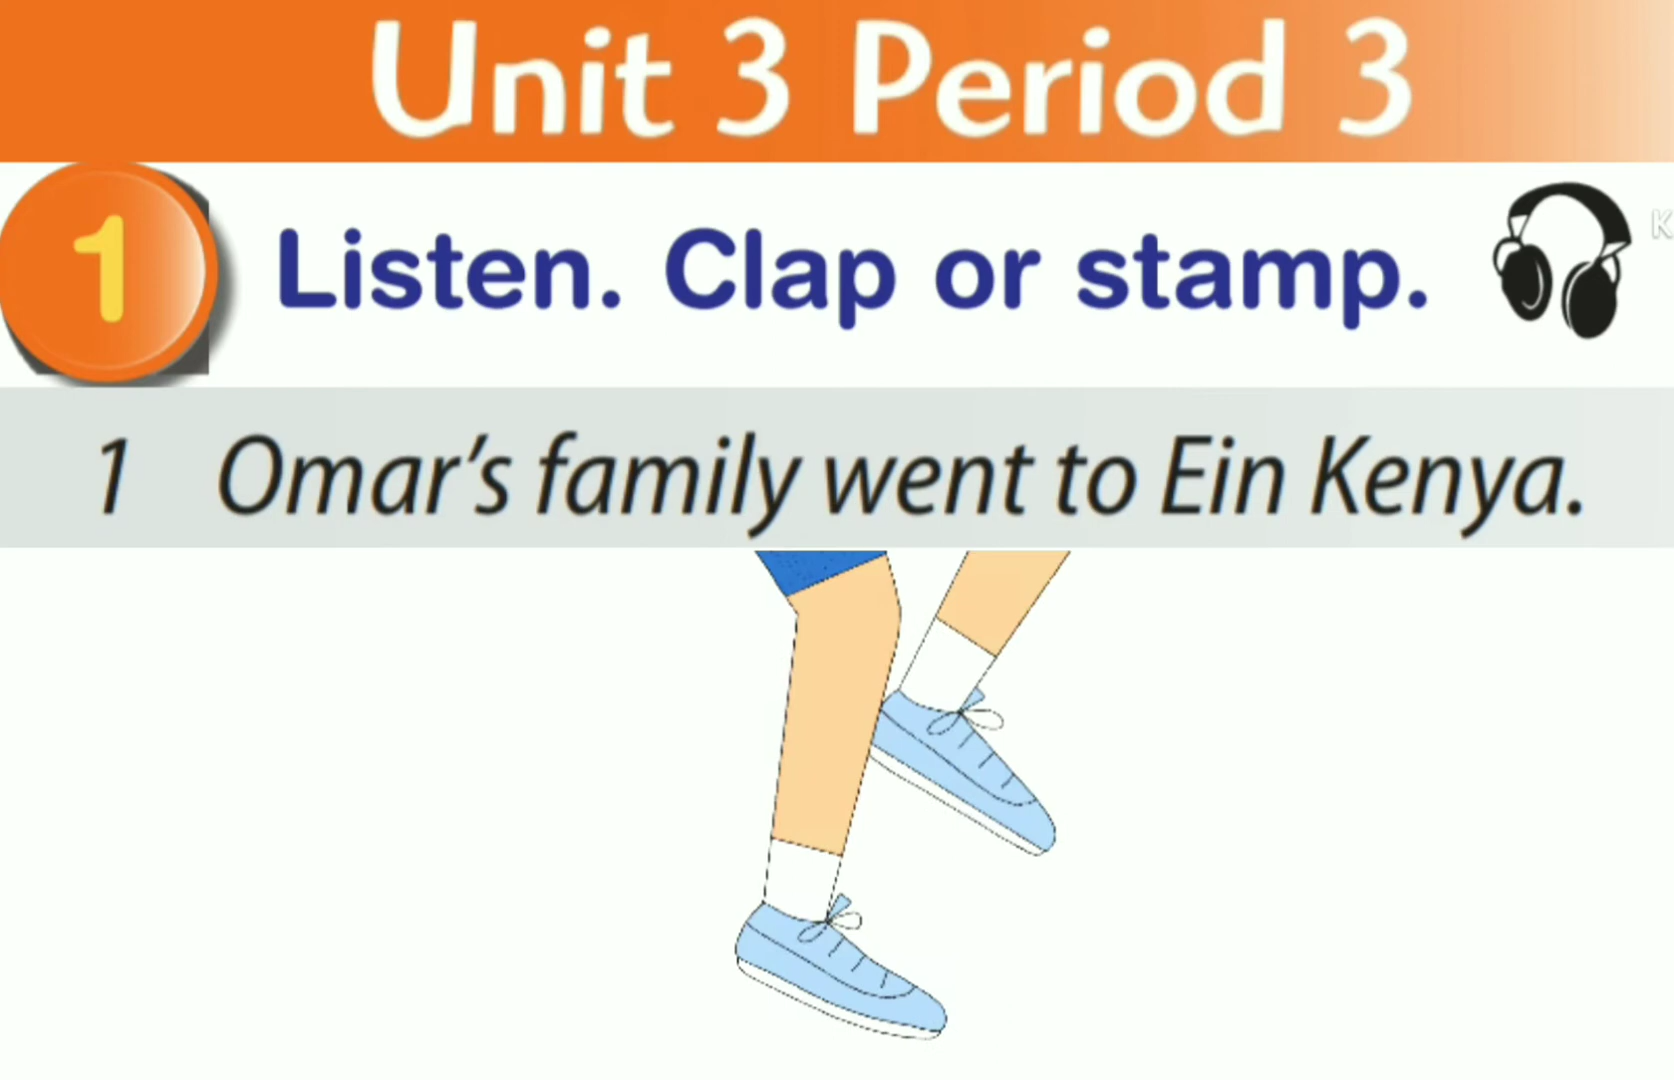 Unit 3 Period 3
1 Listen. Clap or stamp.
K
1 Omar's family went to Ein Kenya.